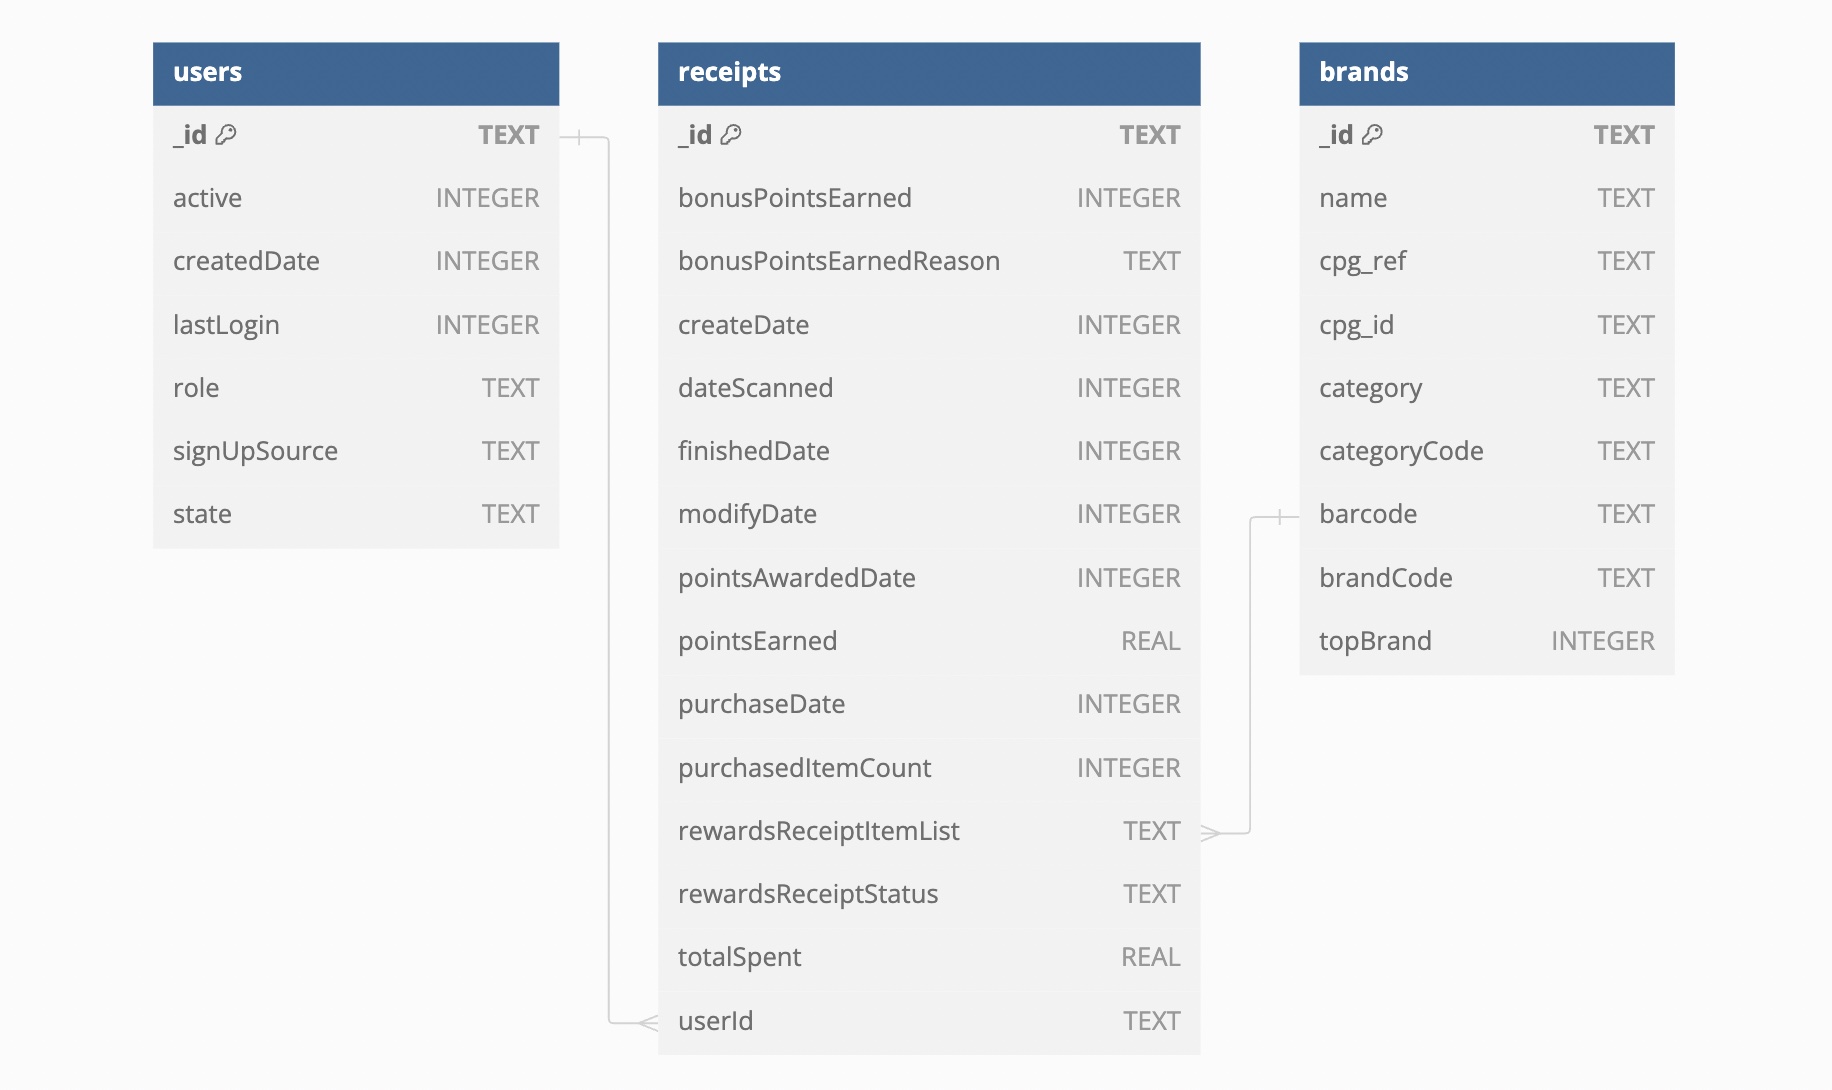 users
_id TEXT
active INTEGER
createdDate INTEGER
lastLogin INTEGER
role TEXT
signUpSource TEXT
state TEXT
receipts
_id TEXT
bonusPointsEarned INTEGER
bonusPointsEarnedReason TEXT
createDate INTEGER
dateScanned INTEGER
finishedDate INTEGER
modifyDate INTEGER
pointsAwardedDate INTEGER
pointsEarned REAL
purchaseDate INTEGER
purchasedItemCount INTEGER
rewardsReceiptItemList TEXT
rewardsReceiptStatus TEXT
totalSpent REAL
userId TEXT
brands
_id TEXT
name TEXT
cpg_ref TEXT
cpg_id TEXT
category TEXT
categoryCode TEXT
barcode TEXT
brandCode TEXT
topBrand INTEGER